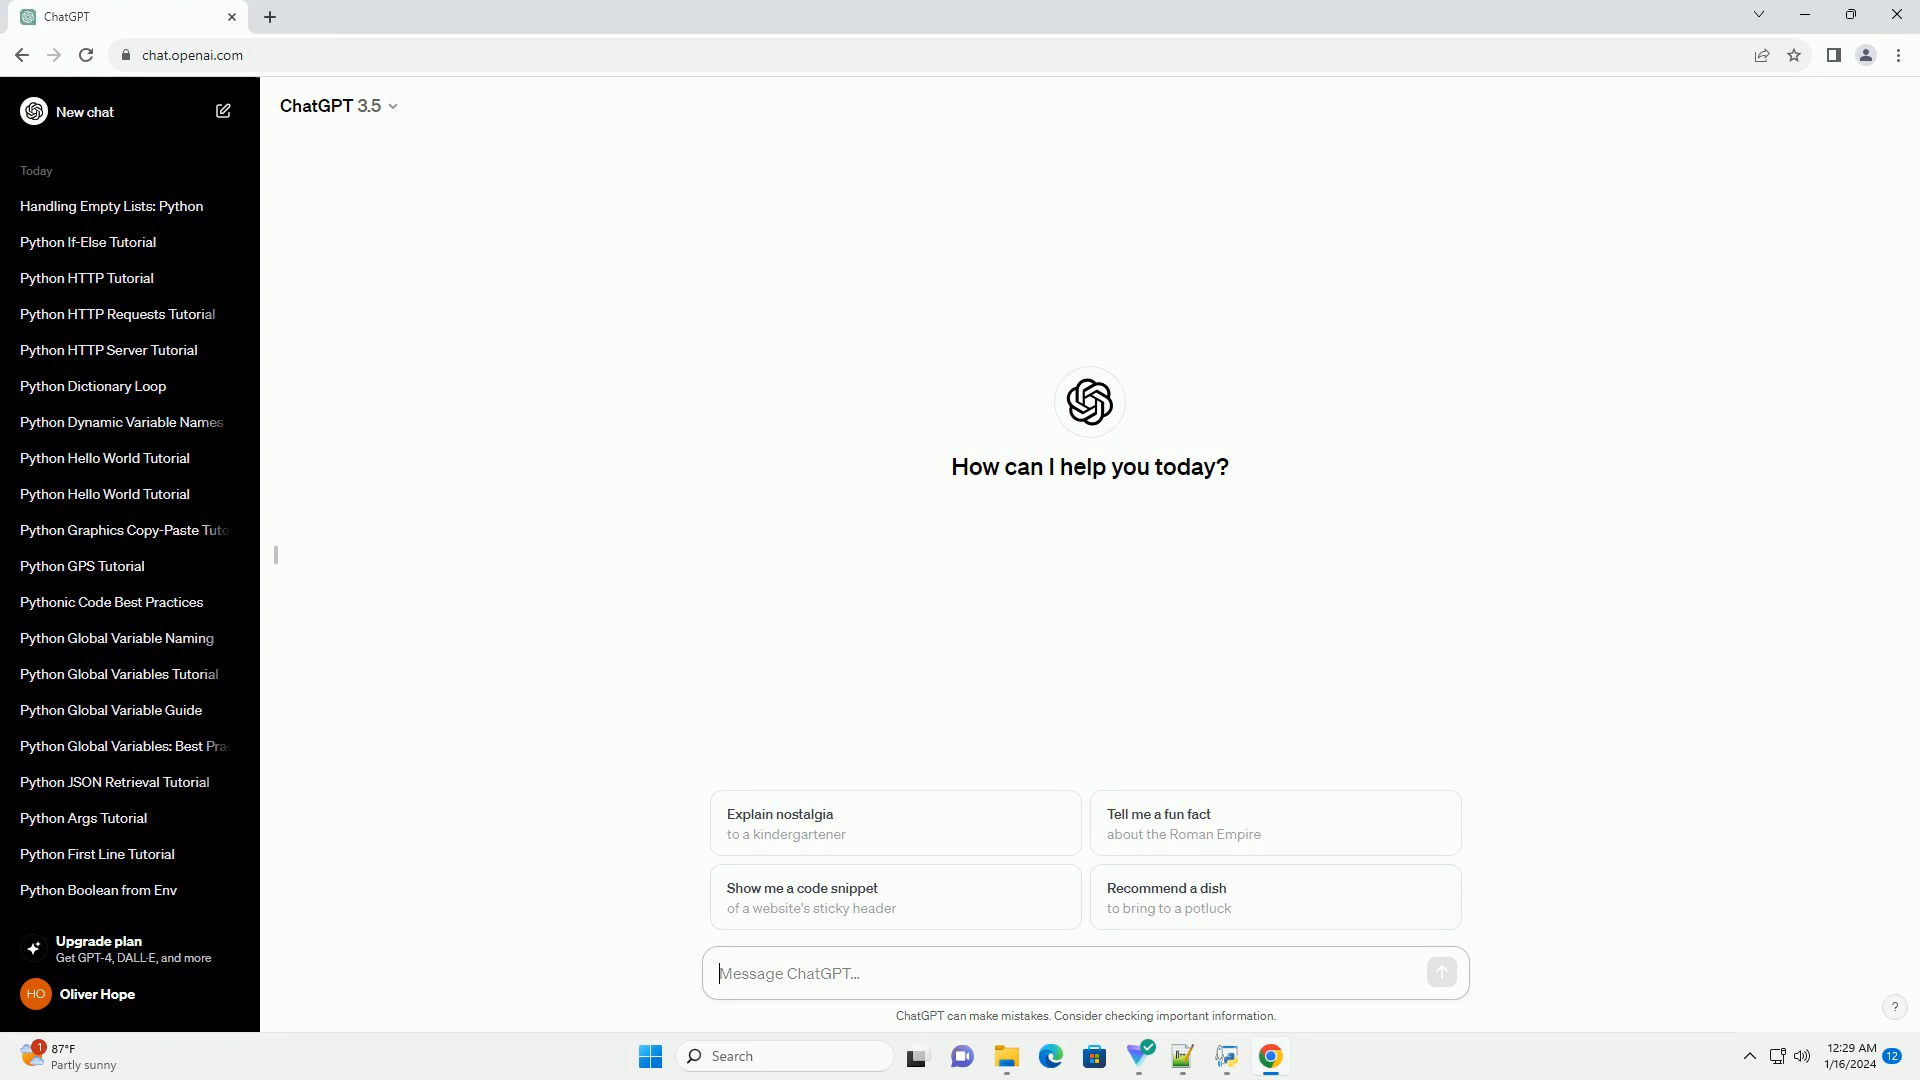 ChatGPT
chat.openai.com
New chat
ChatGPT 3.5
Today
Handling Empty Lists: Python
Python If-Else Tutorial
Python HTTP Tutorial
Python HTTP Requests Tutorial
Python HTTP Server Tutorial
Python Dictionary Loop
Python Dynamic Variable Names
Python Hello World Tutorial
Python Hello World Tutorial
Python Graphics Copy-Paste Tuto
Python GPS Tutorial
Pythonic Code Best Practices
Python Global Variable Naming
Python Global Variables Tutorial
Python Global Variable Guide
Python Global Variables: Best Prac
Python JSON Retrieval Tutorial
Python Args Tutorial
Python First Line Tutorial
Python Boolean from Env
Upgrade plan
Get GPT-4, DALL·E, and more
HO Oliver Hope
How can I help you today?
Explain nostalgia
to a kindergartener
Tell me a fun fact
about the Roman Empire
Show me a code snippet
of a website's sticky header
Recommend a dish
to bring to a potluck
Message ChatGPT...
ChatGPT can make mistakes. Consider checking important information.
?
1
87°F
Partly sunny
Search
12:29 AM
1/16/2024
12